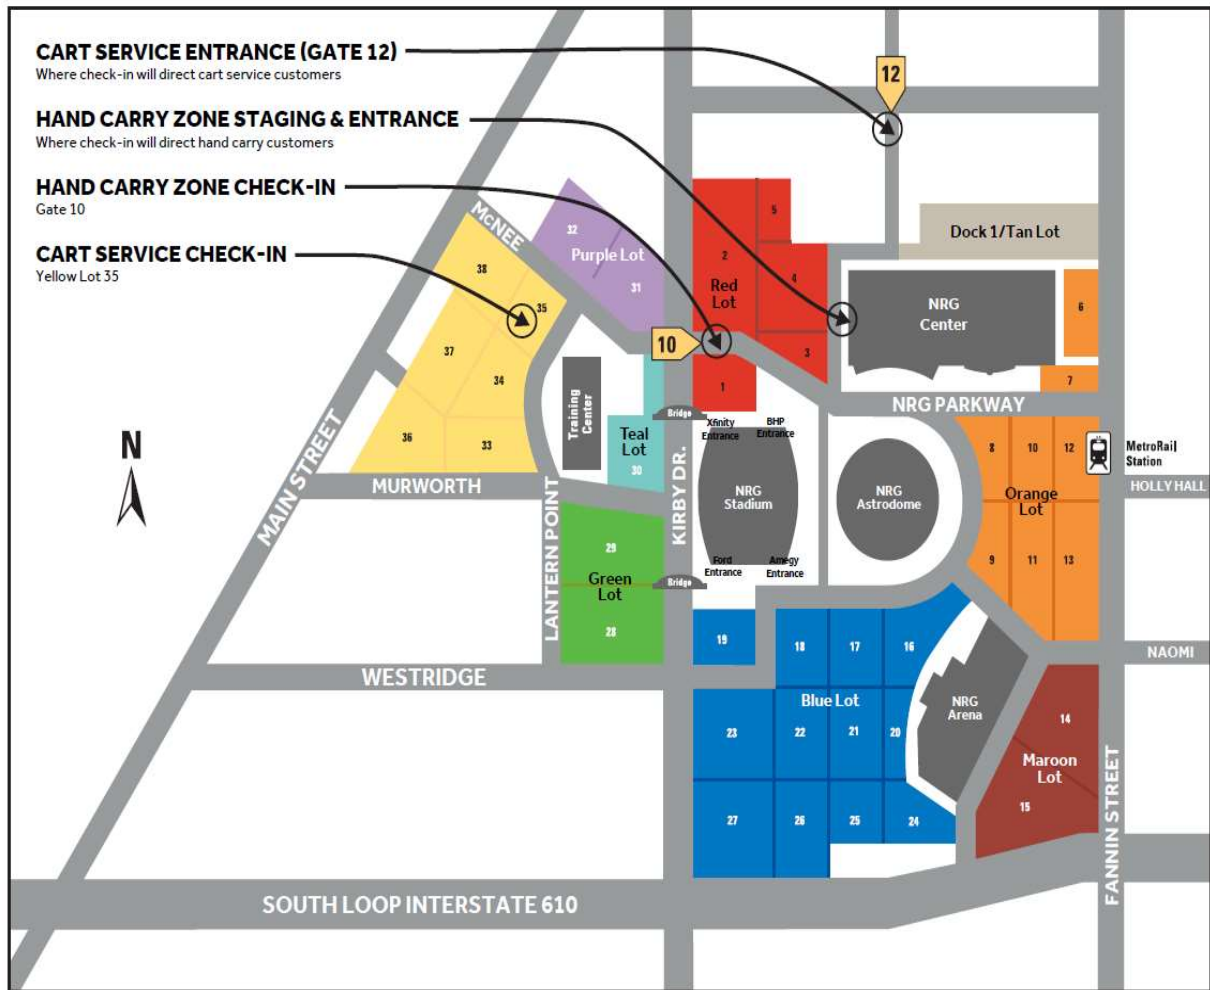 CART SERVICE ENTRANCE (GATE 12)
Where check-in will direct cart service customers
HAND CARRY ZONE STAGING & ENTRANCE
Where check-in will direct hand carry customers
HAND CARRY ZONE CHECK-IN
Gate 10
CART SERVICE CHECK-IN
Yellow Lot 35
12
McNEE
32
Purple Lot
31
5
2
4
Red
Lot
3
10
1
Dock 1/Tan Lot
NRG
Center
6
7
38
35
37
34
36
33
Training
Center
Teal
Lot
30
Bridge
Xfinity
Entrance
BHP
Entrance
NRG PARKWAY
N
MAIN STREET
MURWORTH
LANTERN POINT
KIRBY DR.
NRG
Stadium
NRG
Astrodome
8
10
12
Orange
Lot
9
11
13
MetroRail
Station
HOLLY HALL
29
Green
Lot
28
Bridge
Ford
Entrance
Amegy
Entrance
19
18
17
16
WESTRIDGE
Blue Lot
23
22
21
20
27
26
25
24
NRG
Arena
NAOMI
14
Maroon
Lot
15
FANNIN STREET
SOUTH LOOP INTERSTATE 610